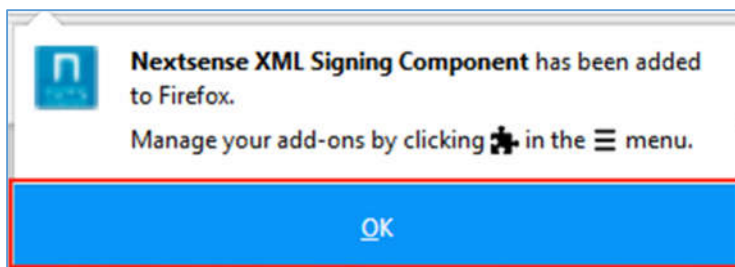 Nextsense XML Signing Component has been added
to Firefox.
Manage your add-ons by clicking in the menu.
OK